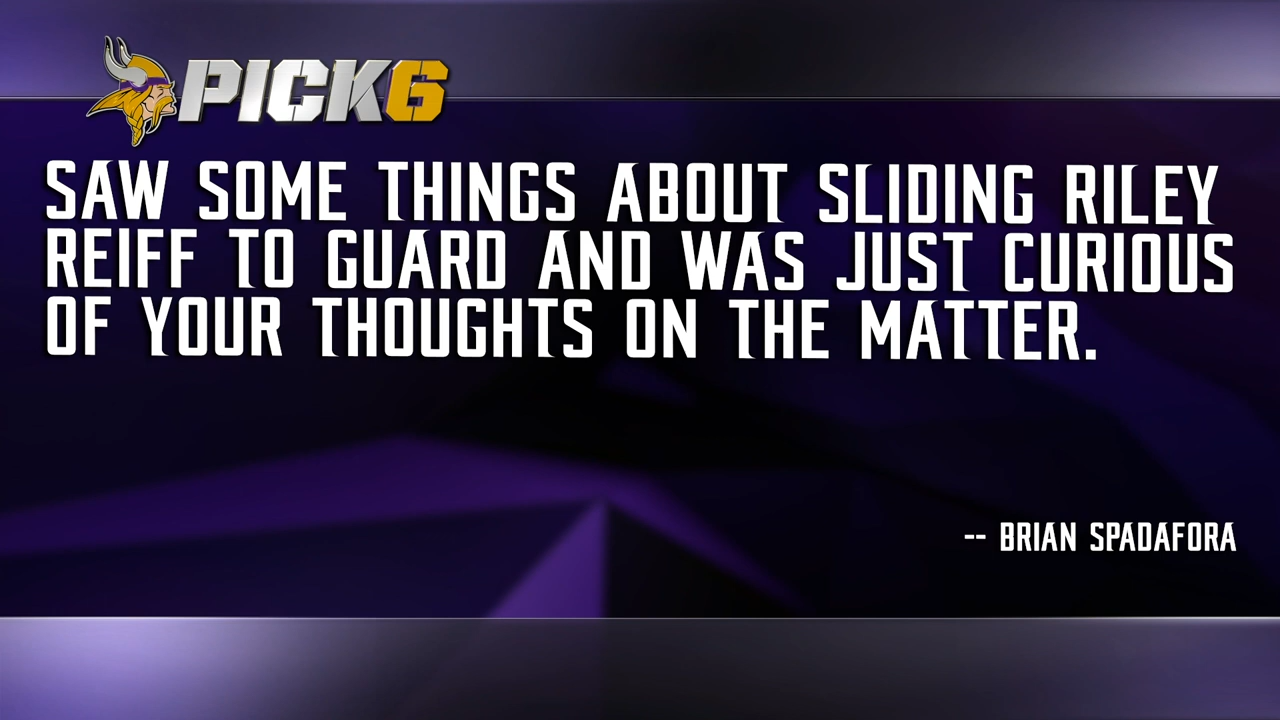 PICK6
SAW SOME THINGS ABOUT SLIDING RILEY
REIFF TO GUARD AND WAS JUST CURIOUS
OF YOUR THOUGHTS ON THE MATTER.
-- BRIAN SPADAFORA